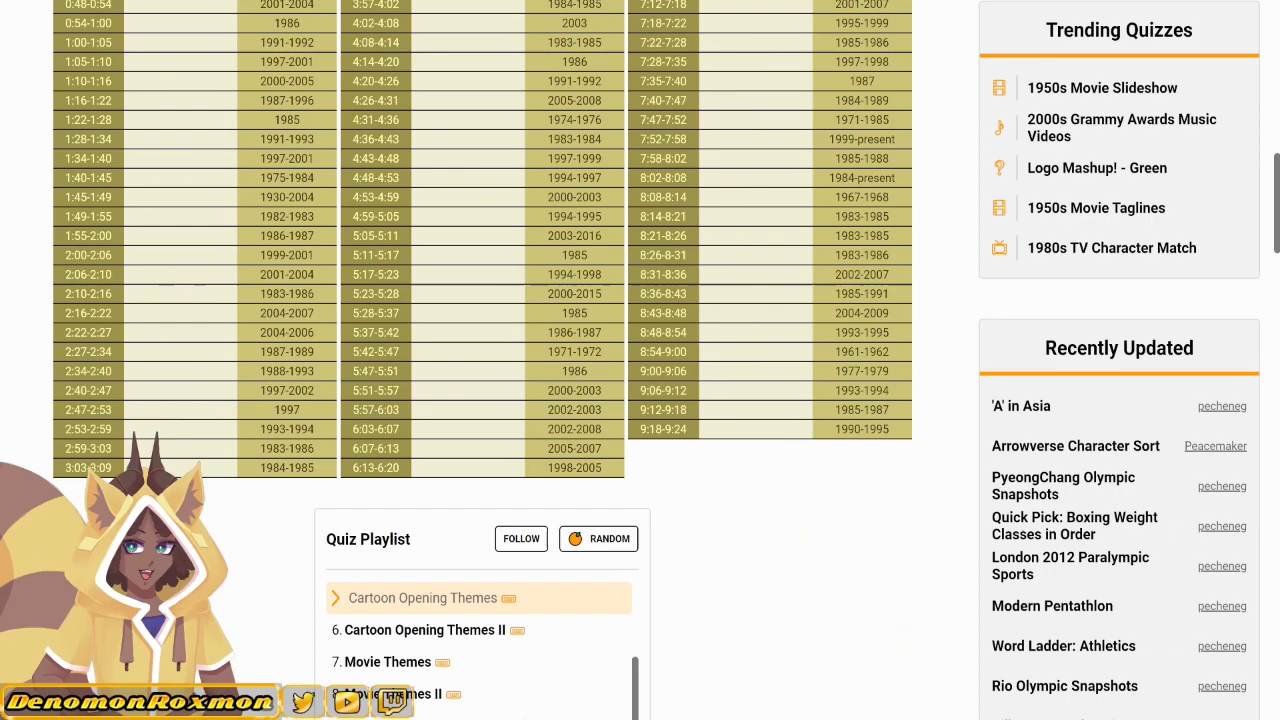 0:48-0:54 2001-2004
0:54-1:00 1986
1:00-1:05 1991-1992
1:05-1:10 1997-2001
1:10-1:16 2000-2005
1:16-1:22 1987-1996
1:22-1:28 1985
1:28-1:34 1991-1993
1:34-1:40 1997-2001
1:40-1:45 1975-1984
1:45-1:49 1930-2004
1:49-1:55 1982-1983
1:55-2:00 1986-1987
2:00-2:06 1999-2001
2:06-2:10 2001-2004
2:10-2:16 1983-1986
2:16-2:22 2004-2007
2:22-2:27 2004-2006
2:27-2:34 1987-1989
2:34-2:40 1988-1993
2:40-2:47 1997-2002
2:47-2:53 1997
2:53-2:59 1993-1994
2:59-3:03 1983-1986
3:03-3:09 1984-1985
3:57-4:02 1984-1985
4:02-4:08 2003
4:08-4:14 1983-1985
4:14-4:20 1986
4:20-4:26 1991-1992
4:26-4:31 2005-2008
4:31-4:36 1974-1976
4:36-4:43 1983-1984
4:43-4:48 1997-1999
4:48-4:53 1994-1997
4:53-4:59 2000-2003
4:59-5:05 1994-1995
5:05-5:11 2003-2016
5:11-5:17 1985
5:17-5:23 1994-1998
5:23-5:28 2000-2015
5:28-5:37 1985
5:37-5:42 1986-1987
5:42-5:47 1971-1972
5:47-5:51 1986
5:51-5:57 2000-2003
5:57-6:03 2002-2003
6:03-6:07 2002-2008
6:07-6:13 2005-2007
6:13-6:20 1998-2005
7:12-7:18 2001-2007
7:18-7:22 1995-1999
7:22-7:28 1985-1986
7:28-7:35 1997-1998
7:35-7:40 1987
7:40-7:47 1984-1989
7:47-7:52 1971-1985
7:52-7:58 1999-present
7:58-8:02 1985-1988
8:02-8:08 1984-present
8:08-8:14 1967-1968
8:14-8:21 1983-1985
8:21-8:26 1983-1985
8:26-8:31 1983-1986
8:31-8:36 2002-2007
8:36-8:43 1985-1991
8:43-8:48 2004-2009
8:48-8:54 1993-1995
8:54-9:00 1961-1962
9:00-9:06 1977-1979
9:06-9:12 1993-1994
9:12-9:18 1985-1987
9:18-9:24 1990-1995
Quiz Playlist FOLLOW RANDOM
Cartoon Opening Themes
6. Cartoon Opening Themes II
7. Movie Themes
8. Movie Themes II
DenomonRoxmon
Trending Quizzes
1950s Movie Slideshow
2000s Grammy Awards Music
Videos
Logo Mashup! - Green
1950s Movie Taglines
1980s TV Character Match
Recently Updated
'A' in Asia pecheneg
Arrowverse Character Sort Peacemaker
PyeongChang Olympic
Snapshots pecheneg
Quick Pick: Boxing Weight
Classes in Order pecheneg
London 2012 Paralympic
Sports pecheneg
Modern Pentathlon pecheneg
Word Ladder: Athletics pecheneg
Rio Olympic Snapshots pecheneg